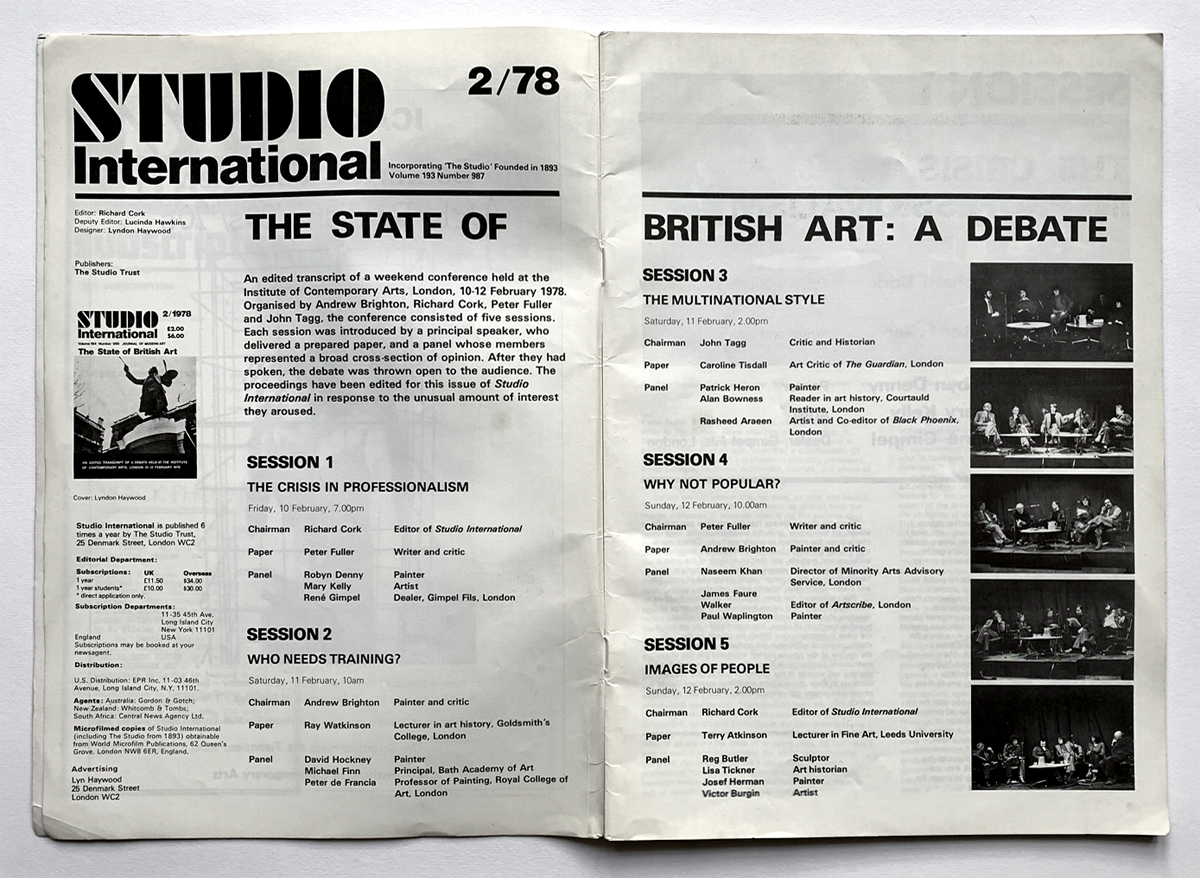 STUDIO
International
2/78
Incorporating 'The Studio' Founded in 1893
Volume 193 Number 987
Editor: Richard Cork
Deputy Editor: Lucinda Hawkins
Designer: Lyndon Haywood
Publishers:
The Studio Trust
STUDIO 2/1978
International £2.00
$6.00
The State of British Art
AN EDITED TRANSCRIPT OF A DEBATE HELD AT THE INSTITUTE
OF CONTEMPORARY ARTS, LONDON 10-12 FEBRUARY 1978
Cover: Lyndon Haywood
Studio International is published 6
times a year by The Studio Trust,
25 Denmark Street, London WC2
Editorial Department:
Subscriptions: UK Overseas
1 year £11.50 $34.00
1 year students* £10.00 $30.00
* direct application only.
Subscription Departments:
11-35 45th Ave,
Long Island City
New York 11101
England USA
Subscriptions may be booked at your
newsagent.
Distribution:
U.S. Distribution: EPR Inc. 11-03 46th
Avenue, Long Island City, N.Y. 11101.
Agents: Australia: Gordon & Gotch;
New Zealand: Whitcomb & Tombs;
South Africa: Central News Agency Ltd.
Microfilmed copies of Studio International
(including The Studio from 1893) obtainable
from World Microfilm Publications, 62 Queen's
Grove, London NW8 6ER, England.
Advertising
Lyn Haywood
25 Denmark Street
London WC2
THE STATE OF
An edited transcript of a weekend conference held at the
Institute of Contemporary Arts, London, 10-12 February 1978.
Organised by Andrew Brighton, Richard Cork, Peter Fuller
and John Tagg, the conference consisted of five sessions.
Each session was introduced by a principal speaker, who
delivered a prepared paper, and a panel whose members
represented a broad cross-section of opinion. After they had
spoken, the debate was thrown open to the audience. The
proceedings have been edited for this issue of Studio
International in response to the unusual amount of interest
they aroused.
SESSION 1
THE CRISIS IN PROFESSIONALISM
Friday, 10 February, 7.00pm
Chairman Richard Cork Editor of Studio International
Paper Peter Fuller Writer and critic
Panel Robyn Denny Painter
Mary Kelly Artist
René Gimpel Dealer, Gimpel Fils, London
SESSION 2
WHO NEEDS TRAINING?
Saturday, 11 February, 10am
Chairman Andrew Brighton Painter and critic
Paper Ray Watkinson Lecturer in art history, Goldsmith's
College, London
Panel David Hockney Painter
Michael Finn Principal, Bath Academy of Art
Peter de Francia Professor of Painting, Royal College of
Art, London
BRITISH ART: A DEBATE
SESSION 3
THE MULTINATIONAL STYLE
Saturday, 11 February, 2.00pm
Chairman John Tagg Critic and Historian
Paper Caroline Tisdall Art Critic of The Guardian, London
Panel Patrick Heron Painter
Alan Bowness Reader in art history, Courtauld
Institute, London
Rasheed Araeen Artist and Co-editor of Black Phoenix,
London
SESSION 4
WHY NOT POPULAR?
Sunday, 12 February, 10.00am
Chairman Peter Fuller Writer and critic
Paper Andrew Brighton Painter and critic
Panel Naseem Khan Director of Minority Arts Advisory
Service, London
James Faure
Walker Editor of Artscribe, London
Paul Waplington Painter
SESSION 5
IMAGES OF PEOPLE
Sunday, 12 February, 2.00pm
Chairman Richard Cork Editor of Studio International
Paper Terry Atkinson Lecturer in Fine Art, Leeds University
Panel Reg Butler Sculptor
Lisa Tickner Art historian
Josef Herman Painter
Victor Burgin Artist